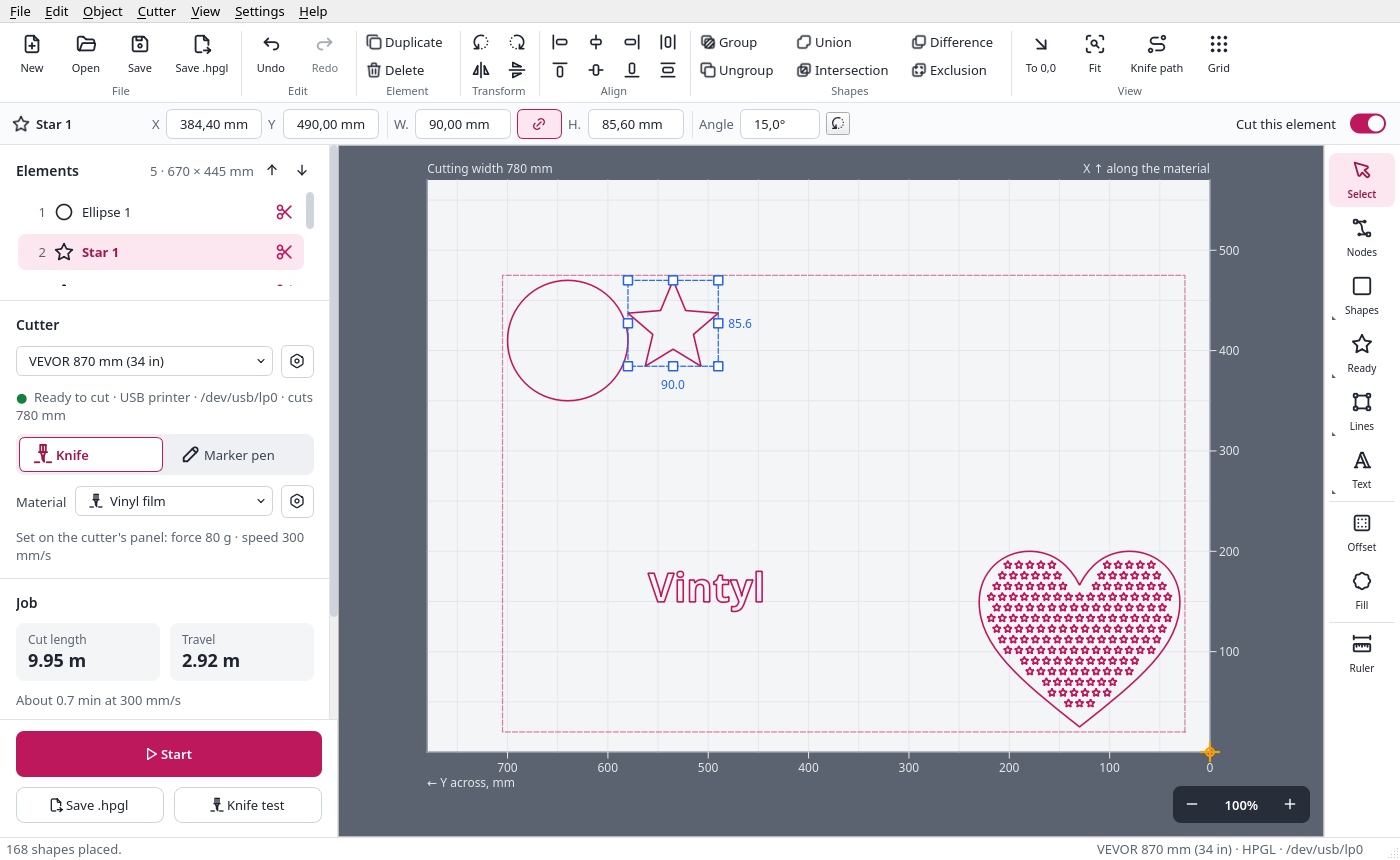 File Edit Object Cutter View Settings Help
New Open Save Save .hpgl Undo Redo Duplicate Delete Group Union Difference Ungroup Intersection Exclusion To 0,0 Fit Knife path Grid
File Edit Element Transform Align Shapes View
Star 1 X 384,40 mm Y 490,00 mm W. 90,00 mm H. 85,60 mm Angle 15,0° Cut this element
Elements 5 · 670 × 445 mm
1 Ellipse 1
2 Star 1
Cutter
VEVOR 870 mm (34 in)
Ready to cut · USB printer · /dev/usb/lp0 · cuts
780 mm
Knife Marker pen
Material Vinyl film
Set on the cutter's panel: force 80 g · speed 300
mm/s
Job
Cut length Travel
9.95 m 2.92 m
About 0.7 min at 300 mm/s
Start
Save .hpgl Knife test
Cutting width 780 mm X ↑ along the material
500
85.6
400
90.0
300
200
Vintyl
100
700 600 500 400 300 200 100 0
← Y across, mm
100%
Select
Nodes
Shapes
Ready
Lines
Text
Offset
Fill
Ruler
168 shapes placed. VEVOR 870 mm (34 in) · HPGL · /dev/usb/lp0